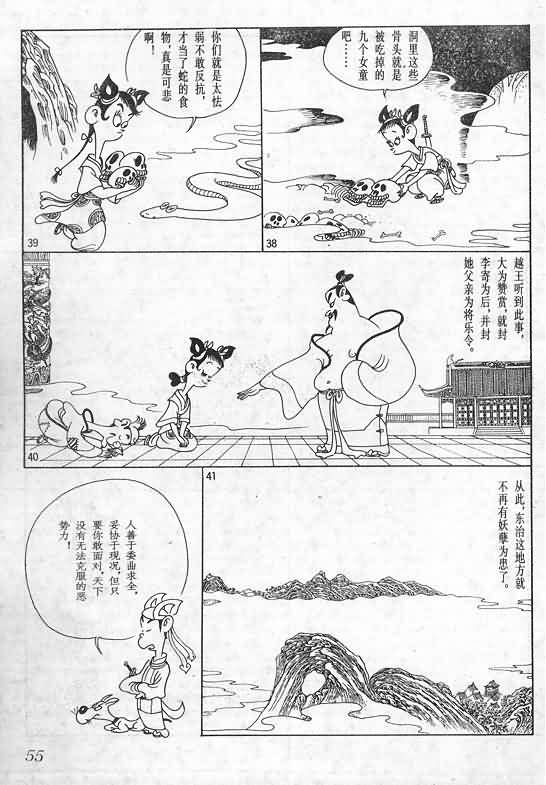 洞里这些
骨头就是
被吃掉的
九个女童
吧……
38
你们就是太怯
弱不敢反抗，
才当了蛇的食
物，真是可悲
啊！
39
越王听到此事，
大为赞赏，就封
李寄为后，并封
她父亲为将乐令。
40
从此，东治这地方就
不再有妖孽为患了。
41
人善于委曲求全，
妥协于现况，但只
要你敢面对，天下
没有无法克服的恶
势力！
55